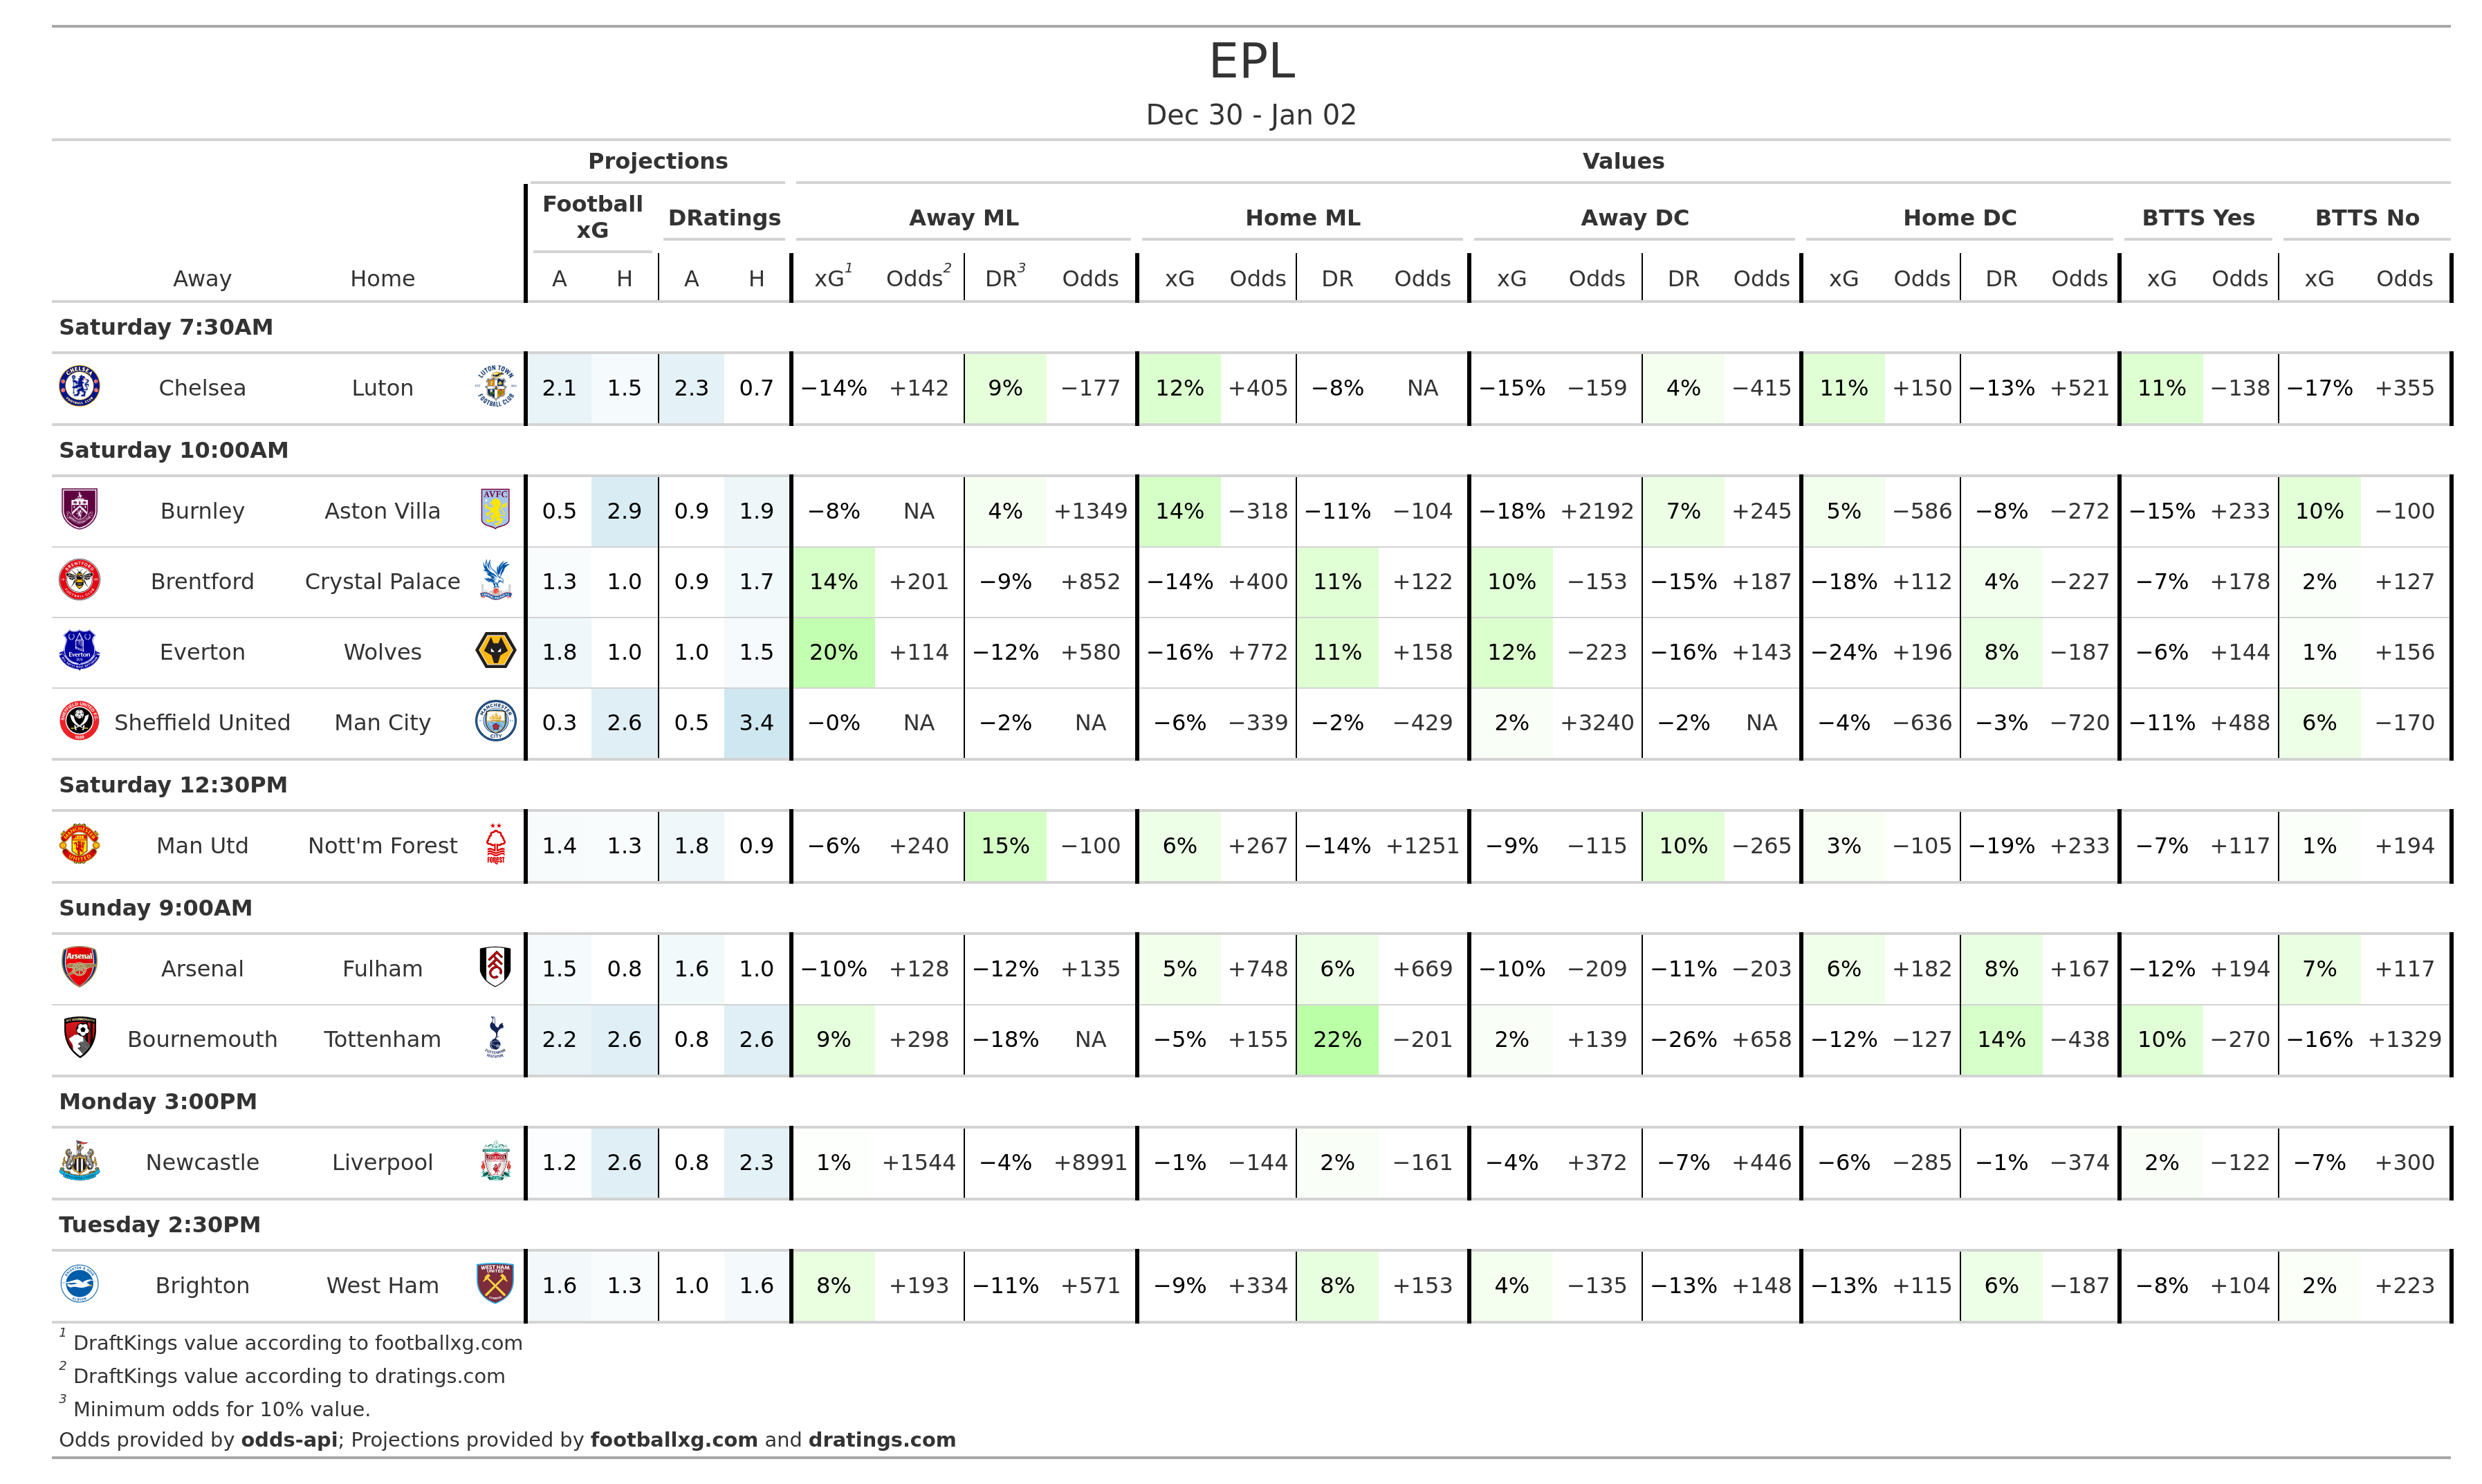 EPL
Dec 30 - Jan 02
Projections Values
Football xG DRatings Away ML Home ML Away DC Home DC BTTS Yes BTTS No
Away Home A H A H xG1 Odds2 DR3 Odds xG Odds DR Odds xG Odds DR Odds xG Odds DR Odds xG Odds xG Odds
Saturday 7:30AM
Chelsea Luton 2.1 1.5 2.3 0.7 −14% +142 9% −177 12% +405 −8% NA −15% −159 4% −415 11% +150 −13% +521 11% −138 −17% +355
Saturday 10:00AM
Burnley Aston Villa 0.5 2.9 0.9 1.9 −8% NA 4% +1349 14% −318 −11% −104 −18% +2192 7% +245 5% −586 −8% −272 −15% +233 10% −100
Brentford Crystal Palace 1.3 1.0 0.9 1.7 14% +201 −9% +852 −14% +400 11% +122 10% −153 −15% +187 −18% +112 4% −227 −7% +178 2% +127
Everton Wolves 1.8 1.0 1.0 1.5 20% +114 −12% +580 −16% +772 11% +158 12% −223 −16% +143 −24% +196 8% −187 −6% +144 1% +156
Sheffield United Man City 0.3 2.6 0.5 3.4 −0% NA −2% NA −6% −339 −2% −429 2% +3240 −2% NA −4% −636 −3% −720 −11% +488 6% −170
Saturday 12:30PM
Man Utd Nott'm Forest 1.4 1.3 1.8 0.9 −6% +240 15% −100 6% +267 −14% +1251 −9% −115 10% −265 3% −105 −19% +233 −7% +117 1% +194
Sunday 9:00AM
Arsenal Fulham 1.5 0.8 1.6 1.0 −10% +128 −12% +135 5% +748 6% +669 −10% −209 −11% −203 6% +182 8% +167 −12% +194 7% +117
Bournemouth Tottenham 2.2 2.6 0.8 2.6 9% +298 −18% NA −5% +155 22% −201 2% +139 −26% +658 −12% −127 14% −438 10% −270 −16% +1329
Monday 3:00PM
Newcastle Liverpool 1.2 2.6 0.8 2.3 1% +1544 −4% +8991 −1% −144 2% −161 −4% +372 −7% +446 −6% −285 −1% −374 2% −122 −7% +300
Tuesday 2:30PM
Brighton West Ham 1.6 1.3 1.0 1.6 8% +193 −11% +571 −9% +334 8% +153 4% −135 −13% +148 −13% +115 6% −187 −8% +104 2% +223
1 DraftKings value according to footballxg.com
2 DraftKings value according to dratings.com
3 Minimum odds for 10% value.
Odds provided by odds-api; Projections provided by footballxg.com and dratings.com